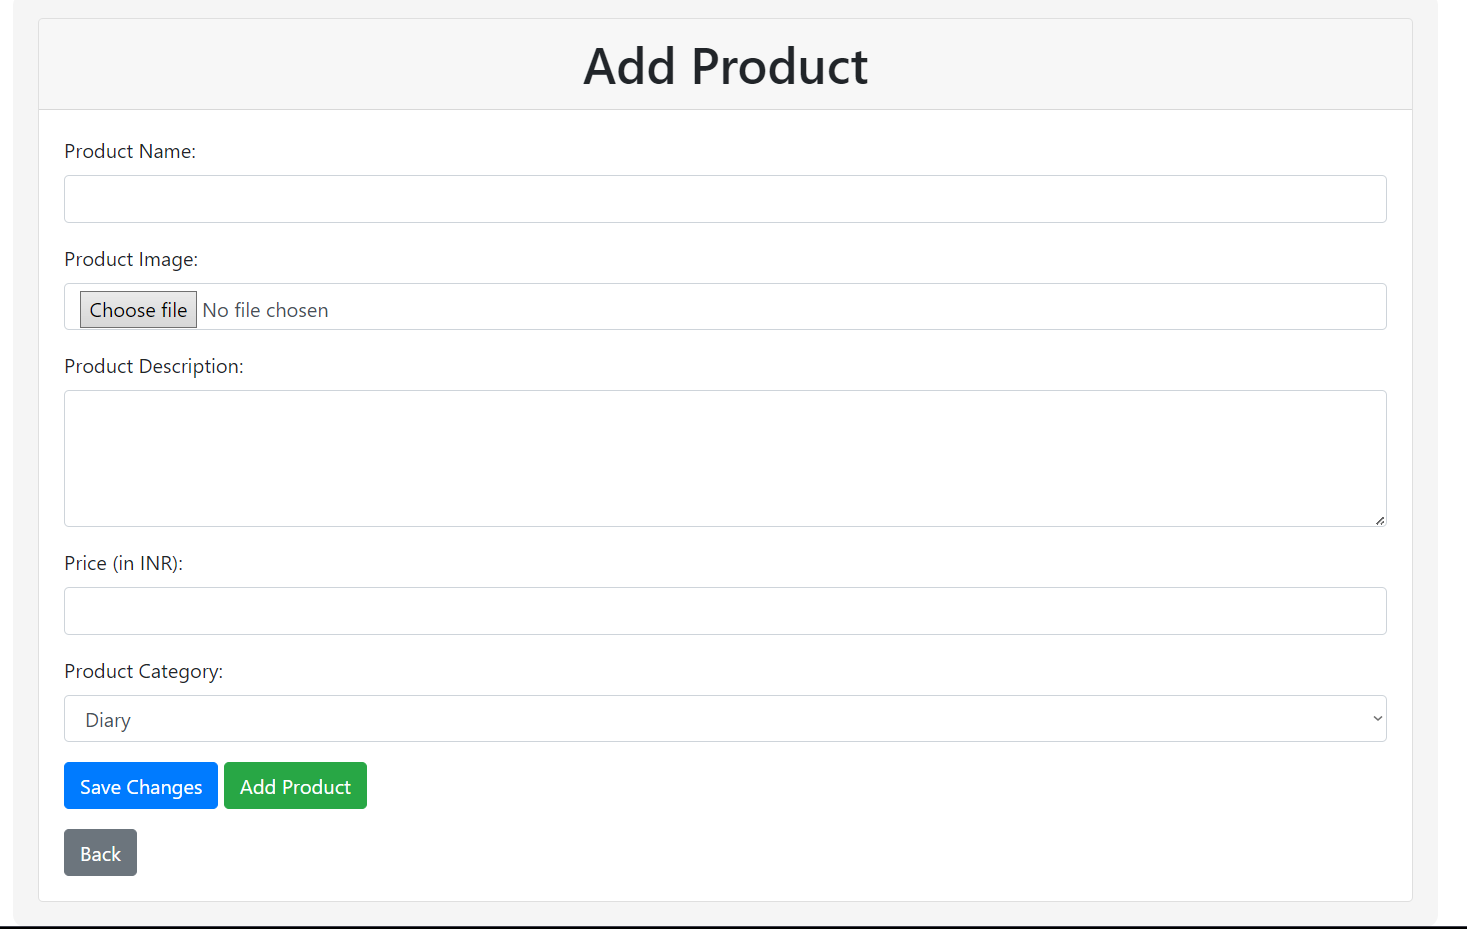 Add Product
Product Name:
Product Image:
Choose file No file chosen
Product Description:
Price (in INR):
Product Category:
Diary
Save Changes Add Product
Back